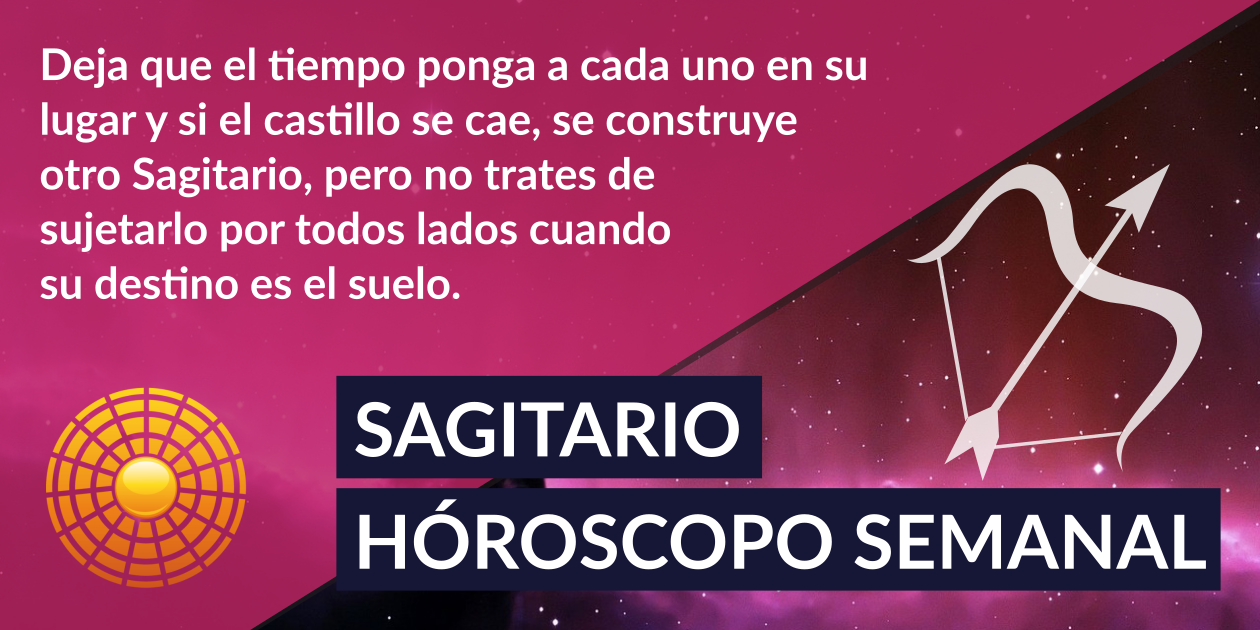 Deja que el tiempo ponga a cada uno en su
lugar y si el castillo se cae, se construye
otro Sagitario, pero no trates de
sujetarlo por todos lados cuando
su destino es el suelo.
SAGITARIO
HÓROSCOPO SEMANAL